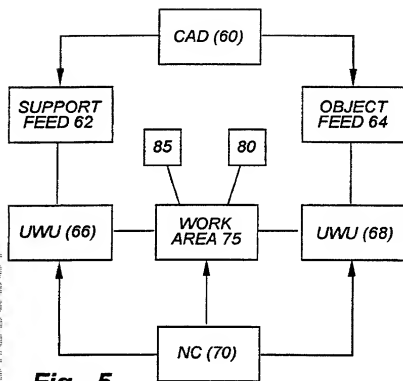 CAD (60)
SUPPORT
FEED 62
OBJECT
FEED 64
85
80
UWU (66)
WORK
AREA 75
UWU (68)
NC (70)
Fig. 5